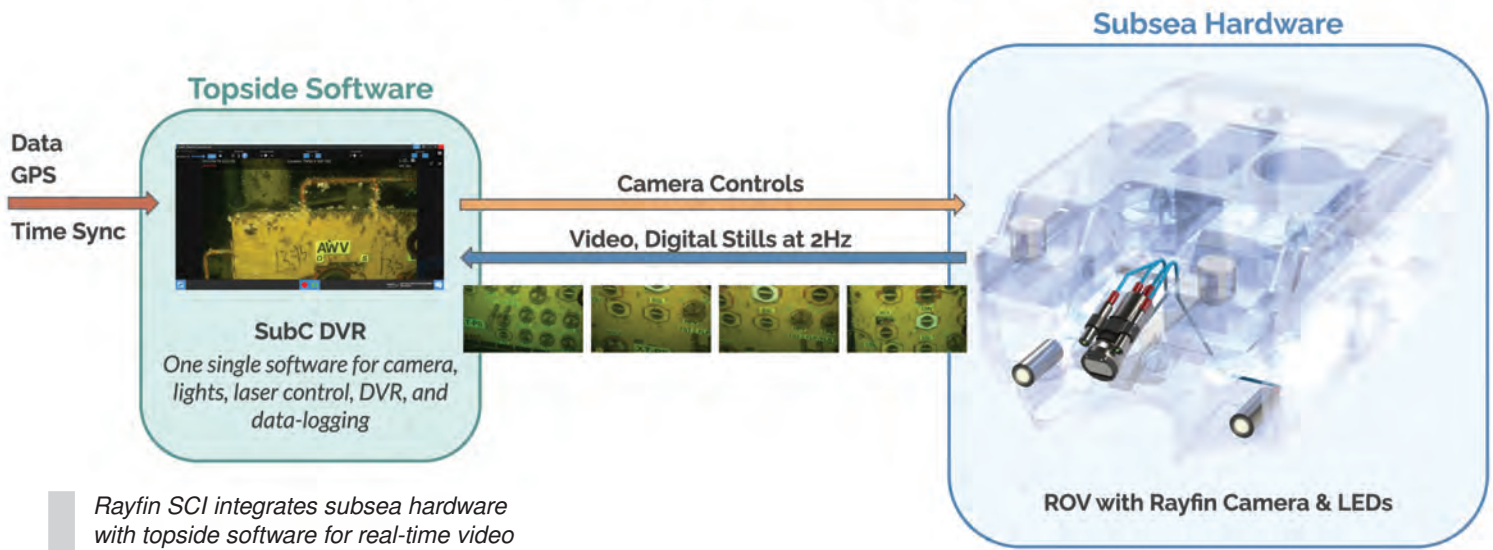 Subsea Hardware
Topside Software
Data
GPS
Time Sync
AWV
Camera Controls
Video, Digital Stills at 2Hz
SubC DVR
One single software for camera,
lights, laser control, DVR, and
data-logging
ROV with Rayfin Camera & LEDs
Rayfin SCI integrates subsea hardware
with topside software for real-time video